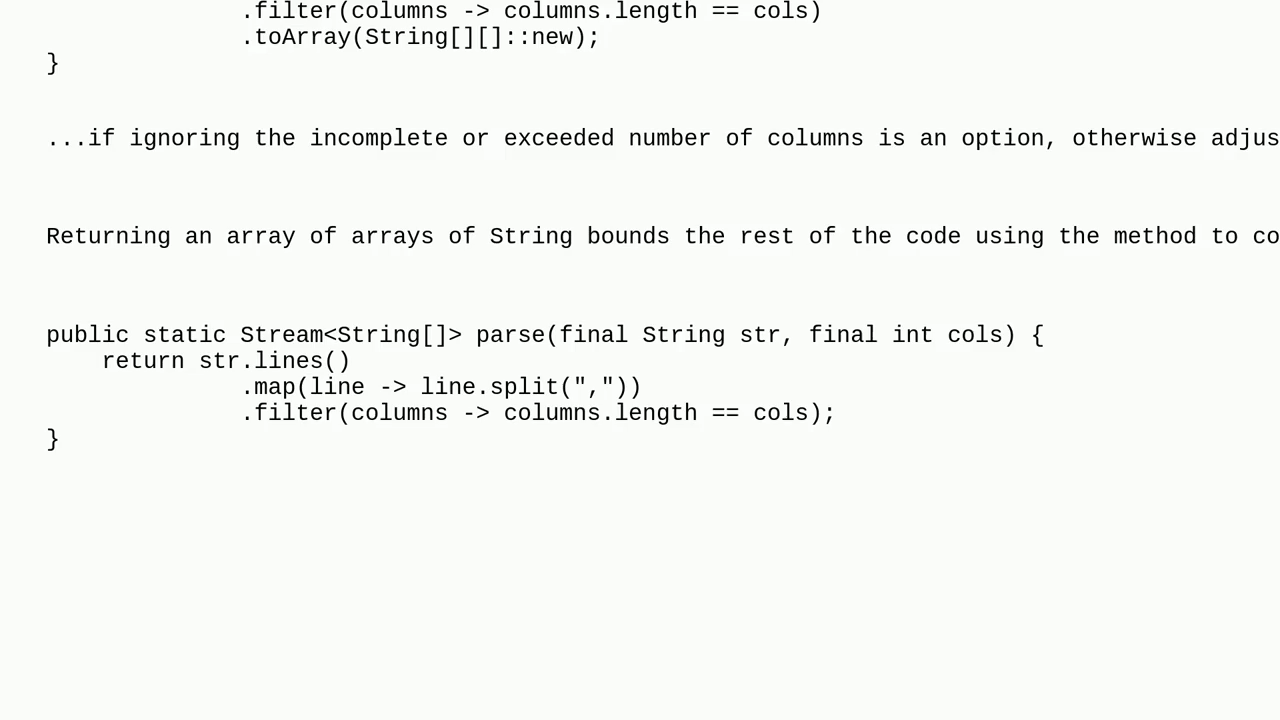 .filter(columns -> columns.length == cols)
.toArray(String[][]::new);
}
...if ignoring the incomplete or exceeded number of columns is an option, otherwise adjus
Returning an array of arrays of String bounds the rest of the code using the method to co
public static Stream<String[]> parse(final String str, final int cols) {
return str.lines()
.map(line -> line.split(","))
.filter(columns -> columns.length == cols);
}